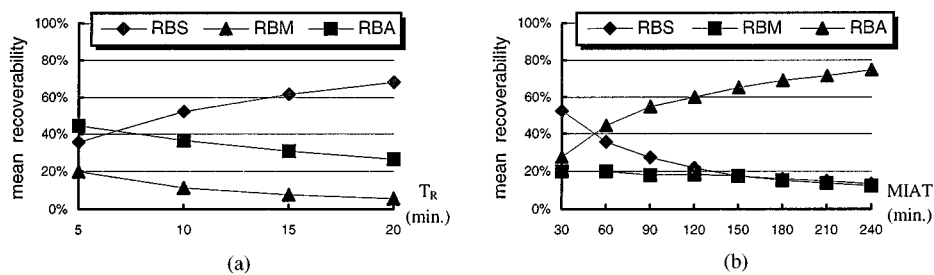 100%
RBS RBM RBA
80%
60%
40%
20%
0%
mean recoverability
5 10 15 20
T_R
(min.)
(a)
100%
RBS RBM RBA
80%
60%
40%
20%
0%
mean recoverability
30 60 90 120 150 180 210 240
MIAT
(min.)
(b)